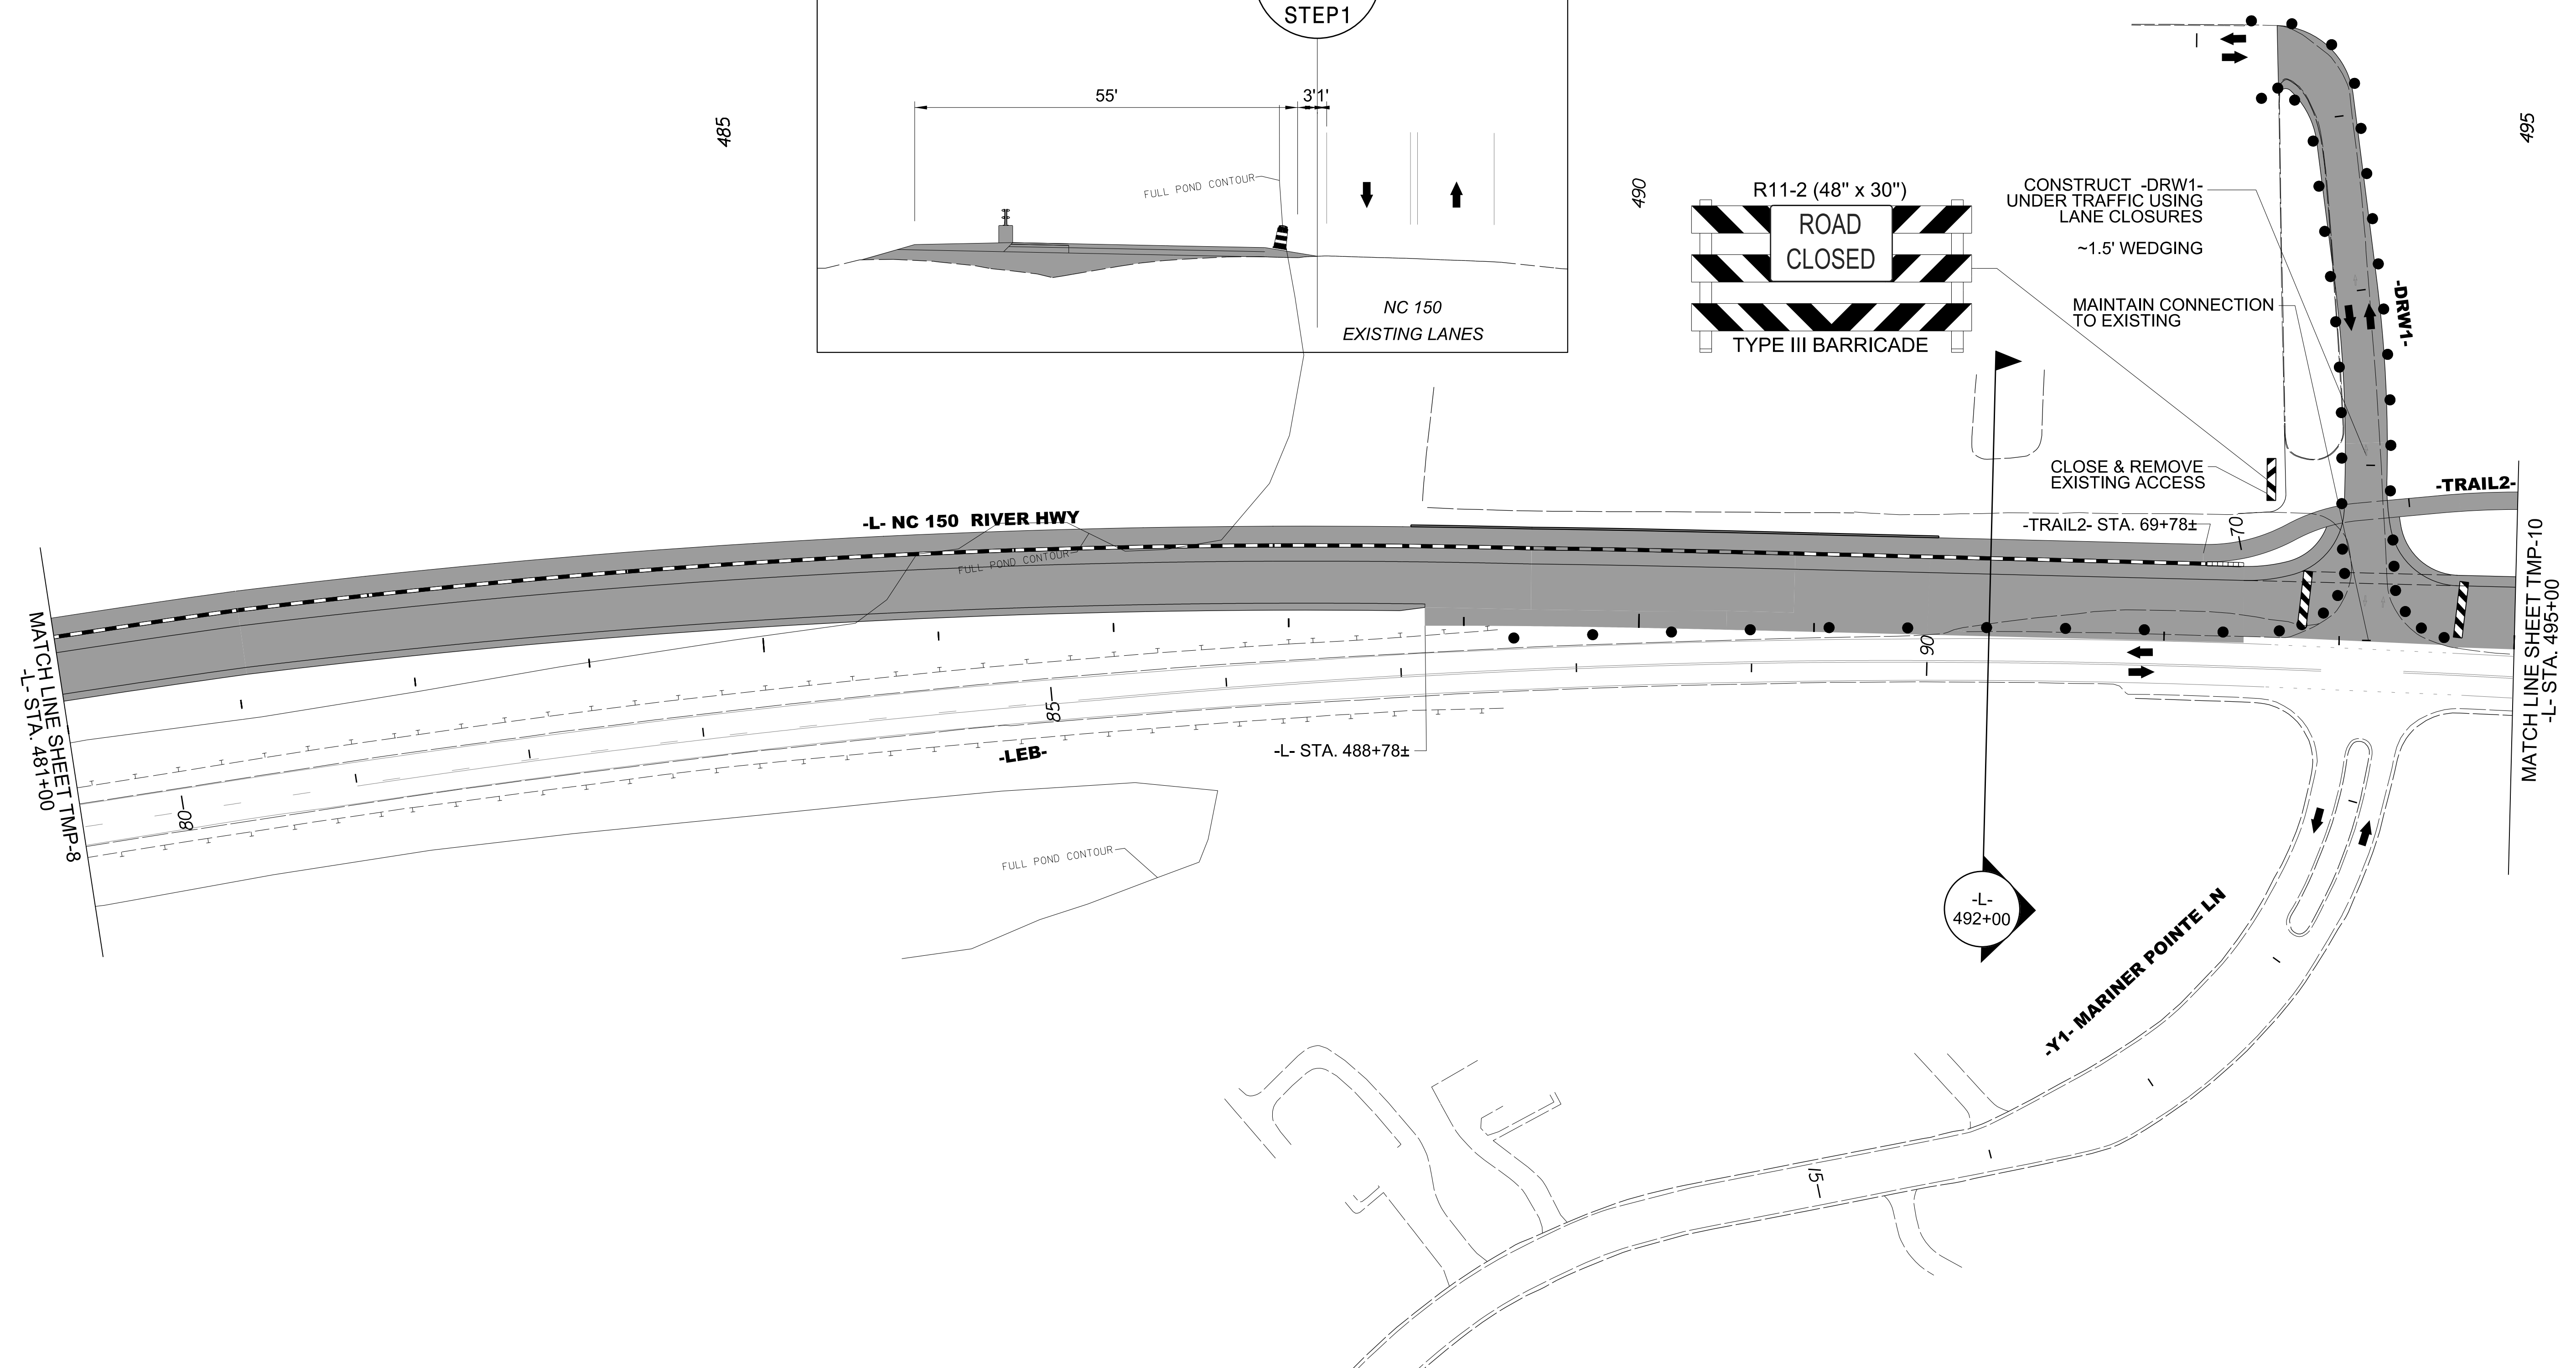 STEP1
55'
3'1'
FULL POND CONTOUR
NC 150
EXISTING LANES
485
490
495
R11-2 (48" x 30")
ROAD
CLOSED
TYPE III BARRICADE
CONSTRUCT -DRW1-
UNDER TRAFFIC USING
LANE CLOSURES
~1.5' WEDGING
MAINTAIN CONNECTION
TO EXISTING
-DRW1-
CLOSE & REMOVE
EXISTING ACCESS
-TRAIL2-
-TRAIL2- STA. 69+78±
70
-L- NC 150 RIVER HWY
FULL POND CONTOUR
MATCH LINE SHEET TMP-8
-L- STA. 481+00
MATCH LINE SHEET TMP-10
-L- STA. 495+00
80
85
90
-LEB-
-L- STA. 488+78±
FULL POND CONTOUR
-L-
492+00
-Y1- MARINER POINTE LN
15